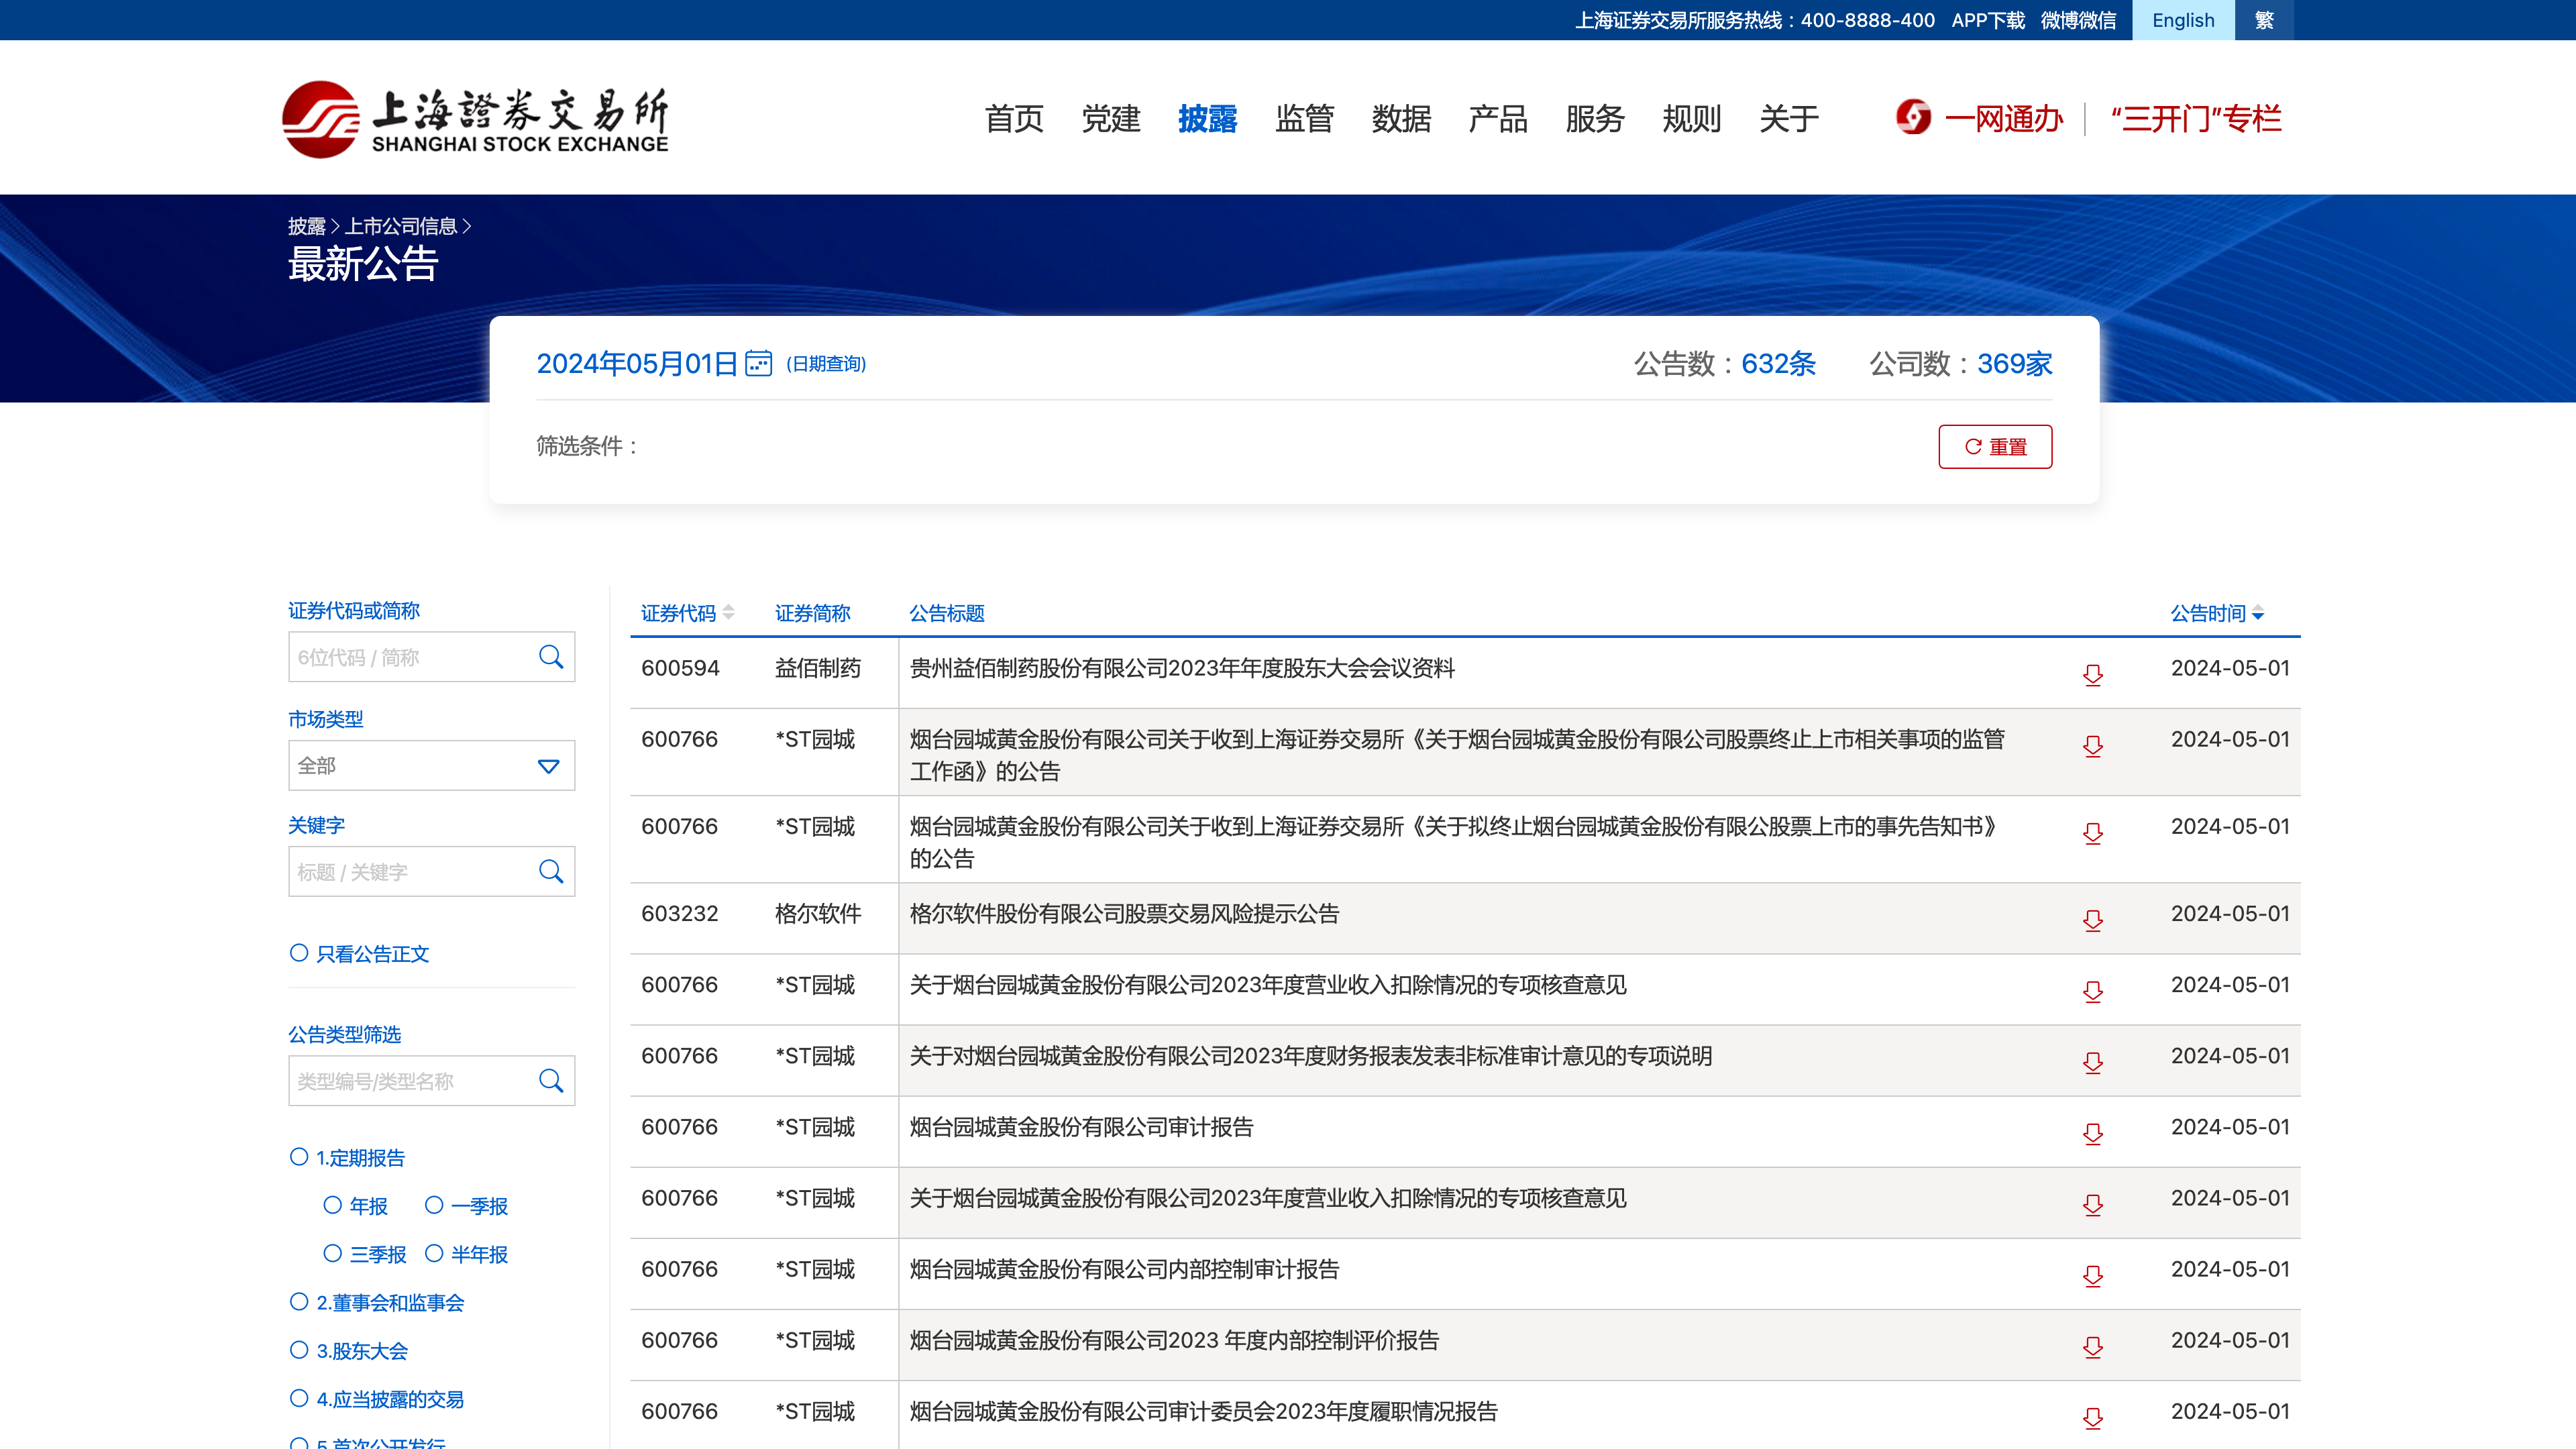 上海证券交易所服务热线：400-8888-400 APP下载 微博微信 English 繁
上海證券交易所
SHANGHAI STOCK EXCHANGE
首页 党建 披露 监管 数据 产品 服务 规则 关于 一网通办 “三开门”专栏
披露 > 上市公司信息 >
最新公告
2024年05月01日 (日期查询) 公告数：632条 公司数：369家
筛选条件：
重置
证券代码或简称
6位代码 / 简称
市场类型
全部
关键字
标题 / 关键字
只看公告正文
公告类型筛选
类型编号/类型名称
1.定期报告
年报 一季报
三季报 半年报
2.董事会和监事会
3.股东大会
4.应当披露的交易
5.首次公开发行
证券代码 证券简称 公告标题 公告时间
600594 益佰制药 贵州益佰制药股份有限公司2023年年度股东大会会议资料 2024-05-01
600766 *ST园城 烟台园城黄金股份有限公司关于收到上海证券交易所《关于烟台园城黄金股份有限公司股票终止上市相关事项的监管 2024-05-01
工作函》的公告
600766 *ST园城 烟台园城黄金股份有限公司关于收到上海证券交易所《关于拟终止烟台园城黄金股份有限公股票上市的事先告知书》 2024-05-01
的公告
603232 格尔软件 格尔软件股份有限公司股票交易风险提示公告 2024-05-01
600766 *ST园城 关于烟台园城黄金股份有限公司2023年度营业收入扣除情况的专项核查意见 2024-05-01
600766 *ST园城 关于对烟台园城黄金股份有限公司2023年度财务报表发表非标准审计意见的专项说明 2024-05-01
600766 *ST园城 烟台园城黄金股份有限公司审计报告 2024-05-01
600766 *ST园城 关于烟台园城黄金股份有限公司2023年度营业收入扣除情况的专项核查意见 2024-05-01
600766 *ST园城 烟台园城黄金股份有限公司内部控制审计报告 2024-05-01
600766 *ST园城 烟台园城黄金股份有限公司2023 年度内部控制评价报告 2024-05-01
600766 *ST园城 烟台园城黄金股份有限公司审计委员会2023年度履职情况报告 2024-05-01